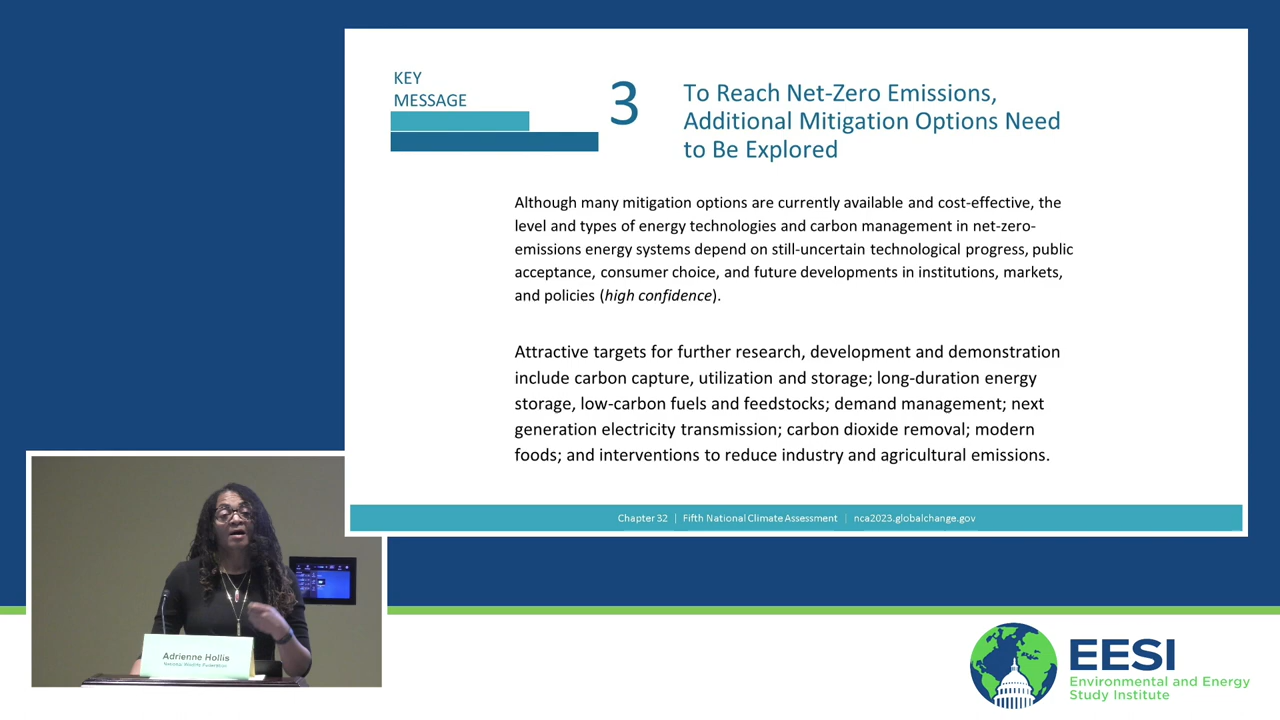 KEY
MESSAGE
3
To Reach Net-Zero Emissions,
Additional Mitigation Options Need
to Be Explored
Although many mitigation options are currently available and cost-effective, the
level and types of energy technologies and carbon management in net-zero-
emissions energy systems depend on still-uncertain technological progress, public
acceptance, consumer choice, and future developments in institutions, markets,
and policies (high confidence).
Attractive targets for further research, development and demonstration
include carbon capture, utilization and storage; long-duration energy
storage, low-carbon fuels and feedstocks; demand management; next
generation electricity transmission; carbon dioxide removal; modern
foods; and interventions to reduce industry and agricultural emissions.
Chapter 32 | Fifth National Climate Assessment | nca2023.globalchange.gov
Adrienne Hollis
National Wildlife Federation
EESI
Environmental and Energy
Study Institute